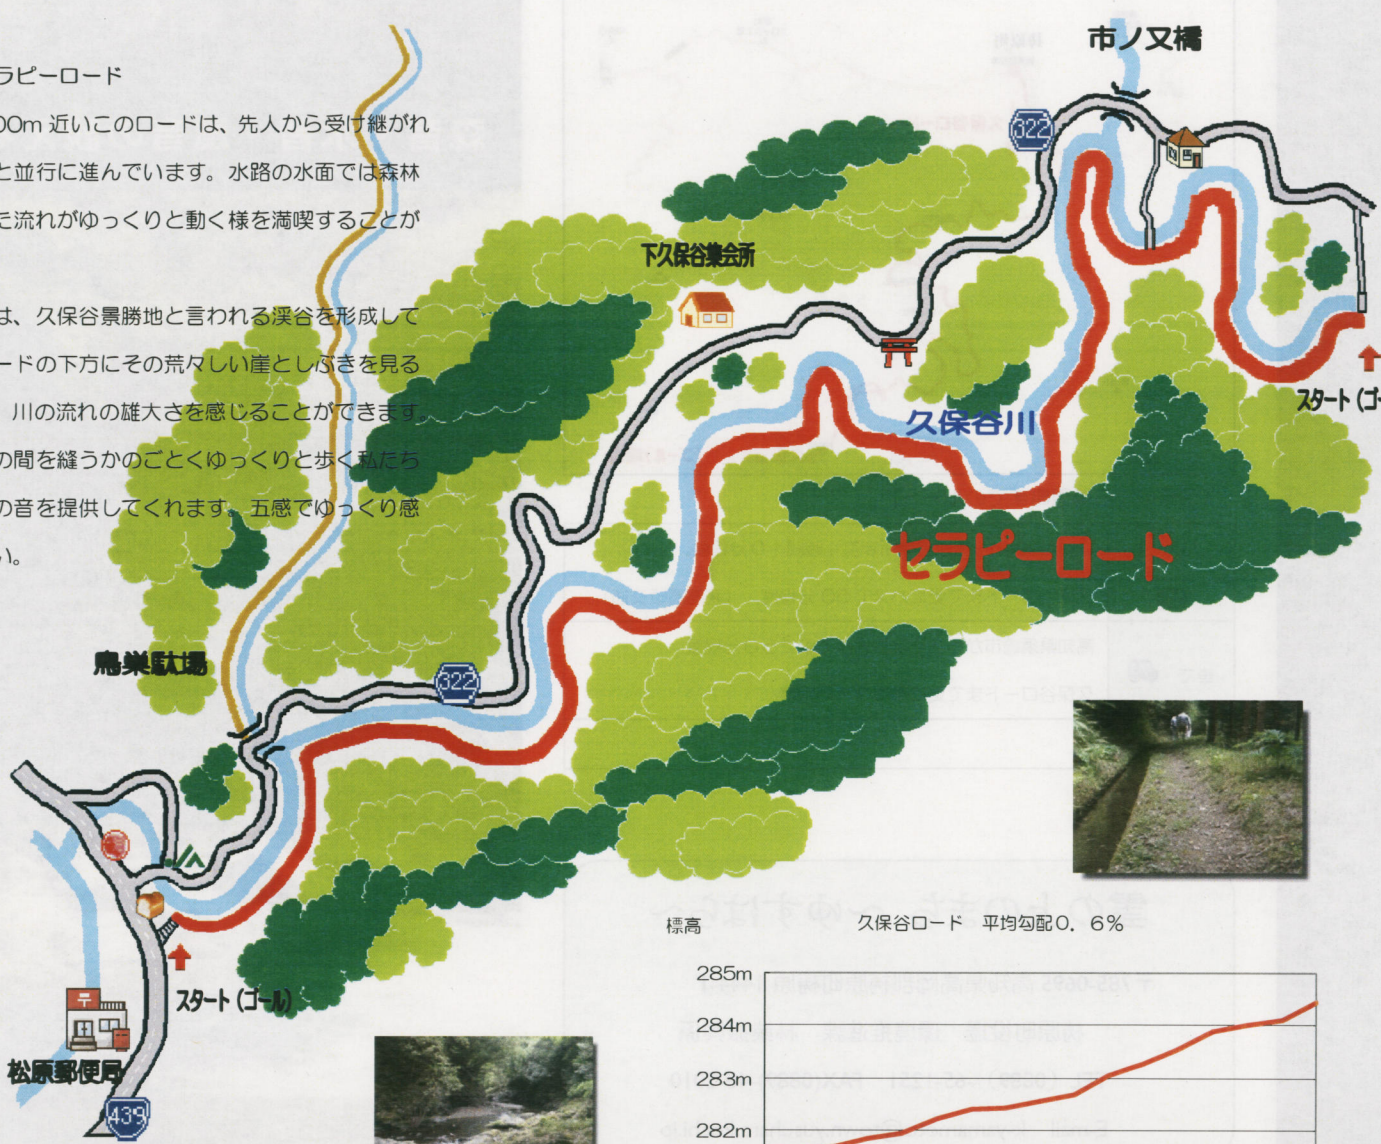 ラピーロード
00m 近いこのロードは、先人から受け継がれ
と並行に進んでいます。水路の水面では森林
た流れがゆっくりと動く様を満喫することが
は、久保谷景勝地と言われる渓谷を形成して
ードの下方にその荒々しい崖としぶきを見る
川の流れの雄大さを感じることができます。
の間を縫うかのごとくゆっくりと歩く私たち
の音を提供してくれます。五感でゆっくり感
い。
市ノ又橋
322
下久保谷集会所
スタート（ゴー
久保谷川
セラピーロード
鳥巣駄場
322
スタート（ゴール）
松原郵便局
439
標高
久保谷ロード　平均勾配0．6％
285m
284m
283m
282m